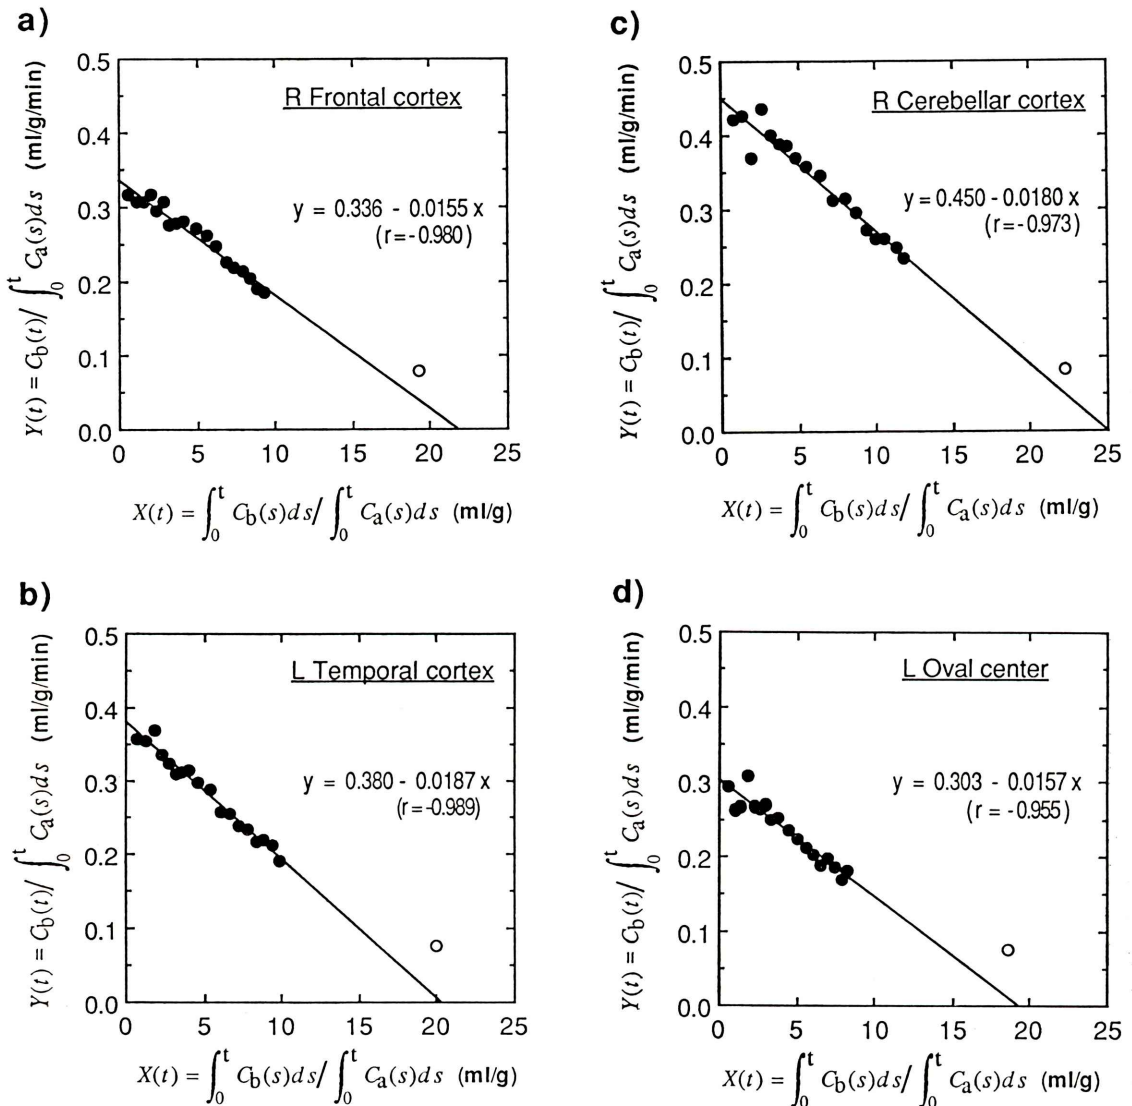 a)
R Frontal cortex
y = 0.336 - 0.0155 x
(r=-0.980)
Y(t) = Cb(t)/ ∫0t Ca(s)ds (ml/g/min)
0.5
0.4
0.3
0.2
0.1
0.0
0 5 10 15 20 25
X(t) = ∫0t Cb(s)ds/ ∫0t Ca(s)ds (ml/g)
b)
L Temporal cortex
y = 0.380 - 0.0187 x
(r=-0.989)
Y(t) = Cb(t)/ ∫0t Ca(s)ds (ml/g/min)
0.5
0.4
0.3
0.2
0.1
0.0
0 5 10 15 20 25
X(t) = ∫0t Cb(s)ds/ ∫0t Ca(s)ds (ml/g)
c)
R Cerebellar cortex
y = 0.450 - 0.0180 x
(r=-0.973)
Y(t) = Cb(t)/ ∫0t Ca(s)ds (ml/g/min)
0.5
0.4
0.3
0.2
0.1
0.0
0 5 10 15 20 25
X(t) = ∫0t Cb(s)ds/ ∫0t Ca(s)ds (ml/g)
d)
L Oval center
y = 0.303 - 0.0157 x
(r = -0.955)
Y(t) = Cb(t)/ ∫0t Ca(s)ds (ml/g/min)
0.5
0.4
0.3
0.2
0.1
0.0
0 5 10 15 20 25
X(t) = ∫0t Cb(s)ds/ ∫0t Ca(s)ds (ml/g)